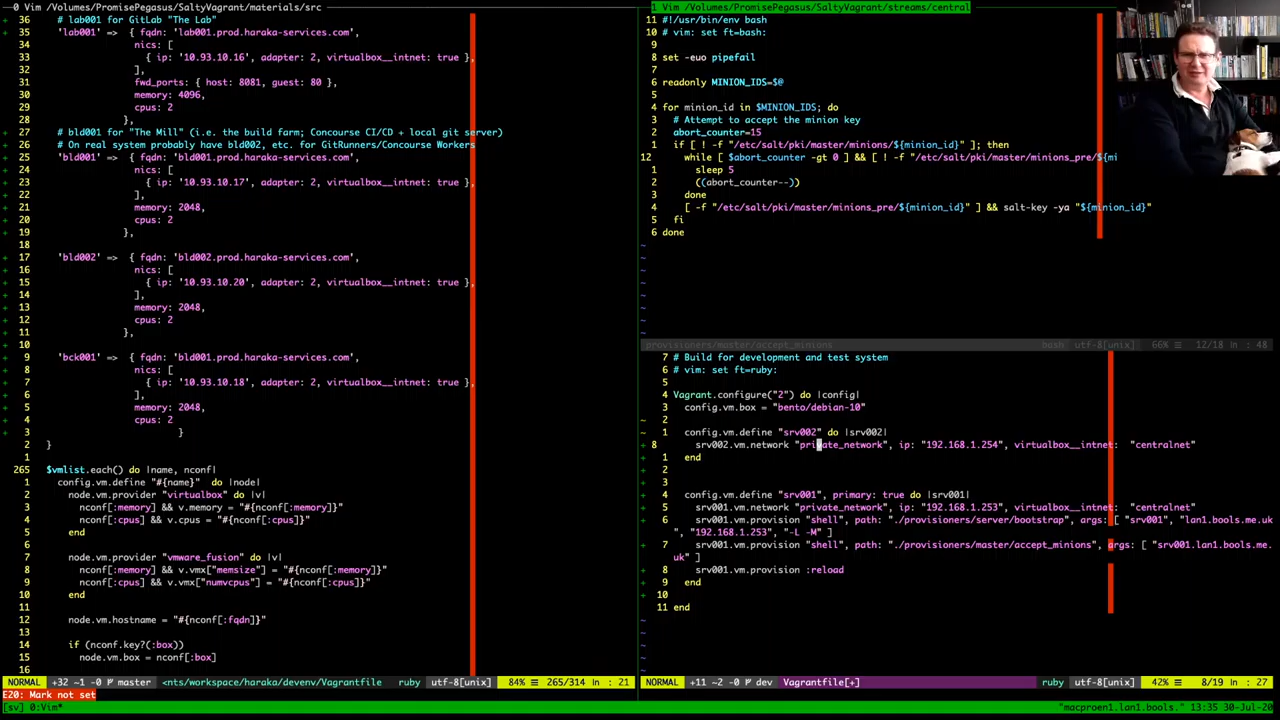 0 Vim /Volumes/PromisePegasus/SaltyVagrant/materials/src
36 # lab001 for GitLab "The Lab"
+ 35 'lab001' => { fqdn: 'lab001.prod.haraka-services.com',
34 nics: [
33 { ip: '10.93.10.16', adapter: 2, virtualbox__intnet: true },
32 ],
31 fwd_ports: { host: 8081, guest: 80 },
30 memory: 4096,
29 cpus: 2
28 },
+ 27 # bld001 for "The Mill" (i.e. the build farm; Concourse CI/CD + local git server)
+ 26 # On real system probably have bld002, etc. for GitRunners/Concourse Workers
+ 25 'bld001' => { fqdn: 'bld001.prod.haraka-services.com',
+ 24 nics: [
+ 23 { ip: '10.93.10.17', adapter: 2, virtualbox__intnet: true },
+ 22 ],
+ 21 memory: 2048,
+ 20 cpus: 2
+ 19 },
+ 18
+ 17 'bld002' => { fqdn: 'bld002.prod.haraka-services.com',
+ 16 nics: [
+ 15 { ip: '10.93.10.20', adapter: 2, virtualbox__intnet: true },
+ 14 ],
+ 13 memory: 2048,
+ 12 cpus: 2
+ 11 },
+ 10
+ 9 'bck001' => { fqdn: 'bld001.prod.haraka-services.com',
+ 8 nics: [
+ 7 { ip: '10.93.10.18', adapter: 2, virtualbox__intnet: true },
+ 6 ],
+ 5 memory: 2048,
+ 4 cpus: 2
+ 3 }
2 }
1
265 $vmlist.each() do |name, nconf|
1 config.vm.define "#{name}" do |node|
2 node.vm.provider "virtualbox" do |v|
3 nconf[:memory] && v.memory = "#{nconf[:memory]}"
4 nconf[:cpus] && v.cpus = "#{nconf[:cpus]}"
5 end
6
7 node.vm.provider "vmware_fusion" do |v|
8 nconf[:memory] && v.vmx["memsize"] = "#{nconf[:memory]}"
9 nconf[:cpus] && v.vmx["numvcpus"] = "#{nconf[:cpus]}"
10 end
11
12 node.vm.hostname = "#{nconf[:fqdn]}"
13
14 if (nconf.key?(:box))
15 node.vm.box = nconf[:box]
16
NORMAL +32 ~1 -0 master <nts/workspace/haraka/devenv/Vagrantfile ruby utf-8[unix] 84% ☰ 265/314 ln : 21
E20: Mark not set
1 Vim /Volumes/PromisePegasus/SaltyVagrant/streams/central
11 #!/usr/bin/env bash
10 # vim: set ft=bash:
9
8 set -euo pipefail
7
6 readonly MINION_IDS=$@
5
4 for minion_id in $MINION_IDS; do
3 # Attempt to accept the minion key
2 abort_counter=15
1 if [ ! -f "/etc/salt/pki/master/minions/${minion_id}" ]; then
12 while [ $abort_counter -gt 0 ] && [ ! -f "/etc/salt/pki/master/minions_pre/${mi
1 sleep 5
2 ((abort_counter--))
3 done
4 [ -f "/etc/salt/pki/master/minions_pre/${minion_id}" ] && salt-key -ya "${minion_id}"
5 fi
6 done
~
~
~
~
~
~
~
provisioners/master/accept_minions bash utf-8[unix] 66% ☰ 12/18 ln : 48
7 # Build for development and test system
6 # vim: set ft=ruby:
5
4 Vagrant.configure("2") do |config|
3 config.vm.box = "bento/debian-10"
~ 2
~ 1 config.vm.define "srv002" do |srv002|
+ 8 srv002.vm.network "private_network", ip: "192.168.1.254", virtualbox__intnet: "centralnet"
+ 1 end
+ 2
+ 3
+ 4 config.vm.define "srv001", primary: true do |srv001|
+ 5 srv001.vm.network "private_network", ip: "192.168.1.253", virtualbox__intnet: "centralnet"
+ 6 srv001.vm.provision "shell", path: "./provisioners/server/bootstrap", args: [ "srv001", "lan1.bools.me.uk
", "192.168.1.253", "-L -M" ]
+ 7 srv001.vm.provision "shell", path: "./provisioners/master/accept_minions", args: [ "srv001.lan1.bools.me.
uk" ]
+ 8 srv001.vm.provision :reload
+ 9 end
+ 10
11 end
~
~
~
~
~
NORMAL +11 ~2 -0 dev Vagrantfile[+] ruby utf-8[unix] 42% ☰ 8/19 ln : 27
[sv] 0:Vim* "macproen1.lan1.bools." 13:35 30-Jul-20